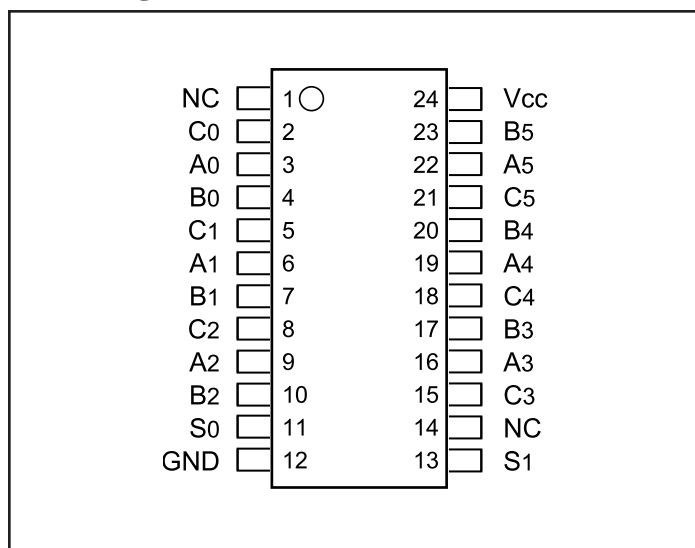 NC 1 24 Vcc
C0 2 23 B5
A0 3 22 A5
B0 4 21 C5
C1 5 20 B4
A1 6 19 A4
B1 7 18 C4
C2 8 17 B3
A2 9 16 A3
B2 10 15 C3
S0 11 14 NC
GND 12 13 S1